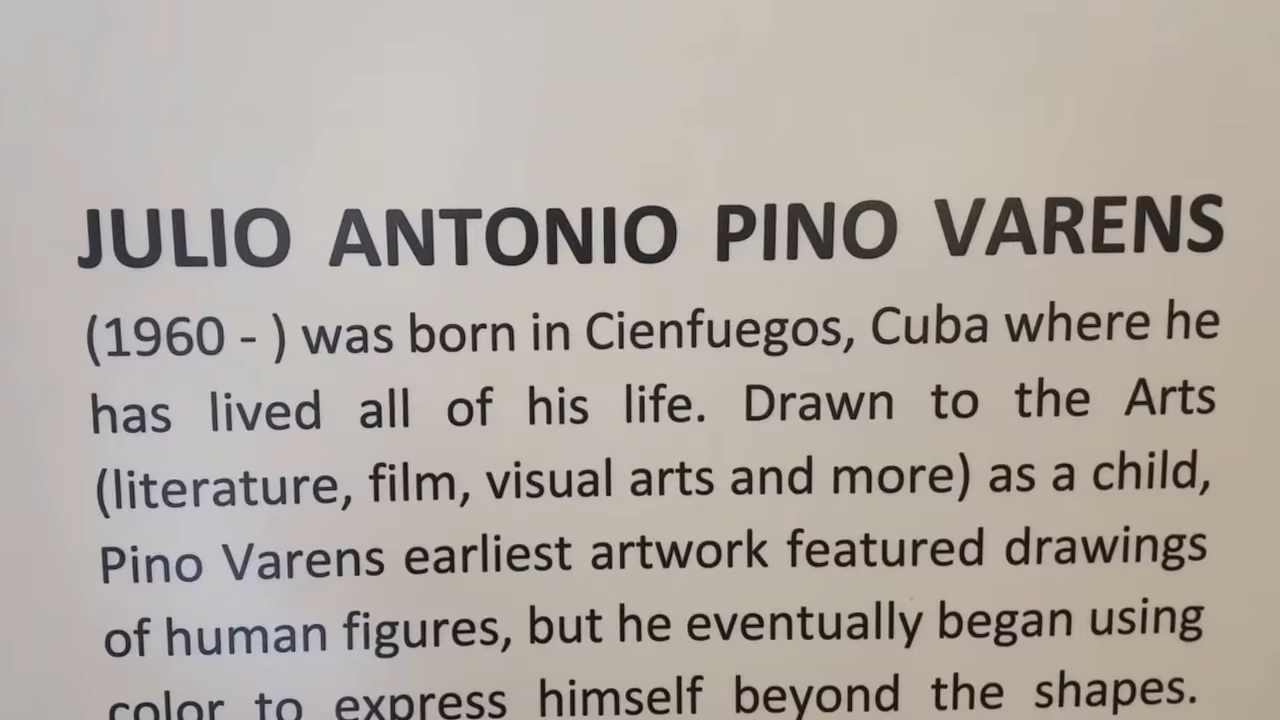 JULIO ANTONIO PINO VARENS
(1960 - ) was born in Cienfuegos, Cuba where he
has lived all of his life. Drawn to the Arts
(literature, film, visual arts and more) as a child,
Pino Varens earliest artwork featured drawings
of human figures, but he eventually began using
color to express himself beyond the shapes.